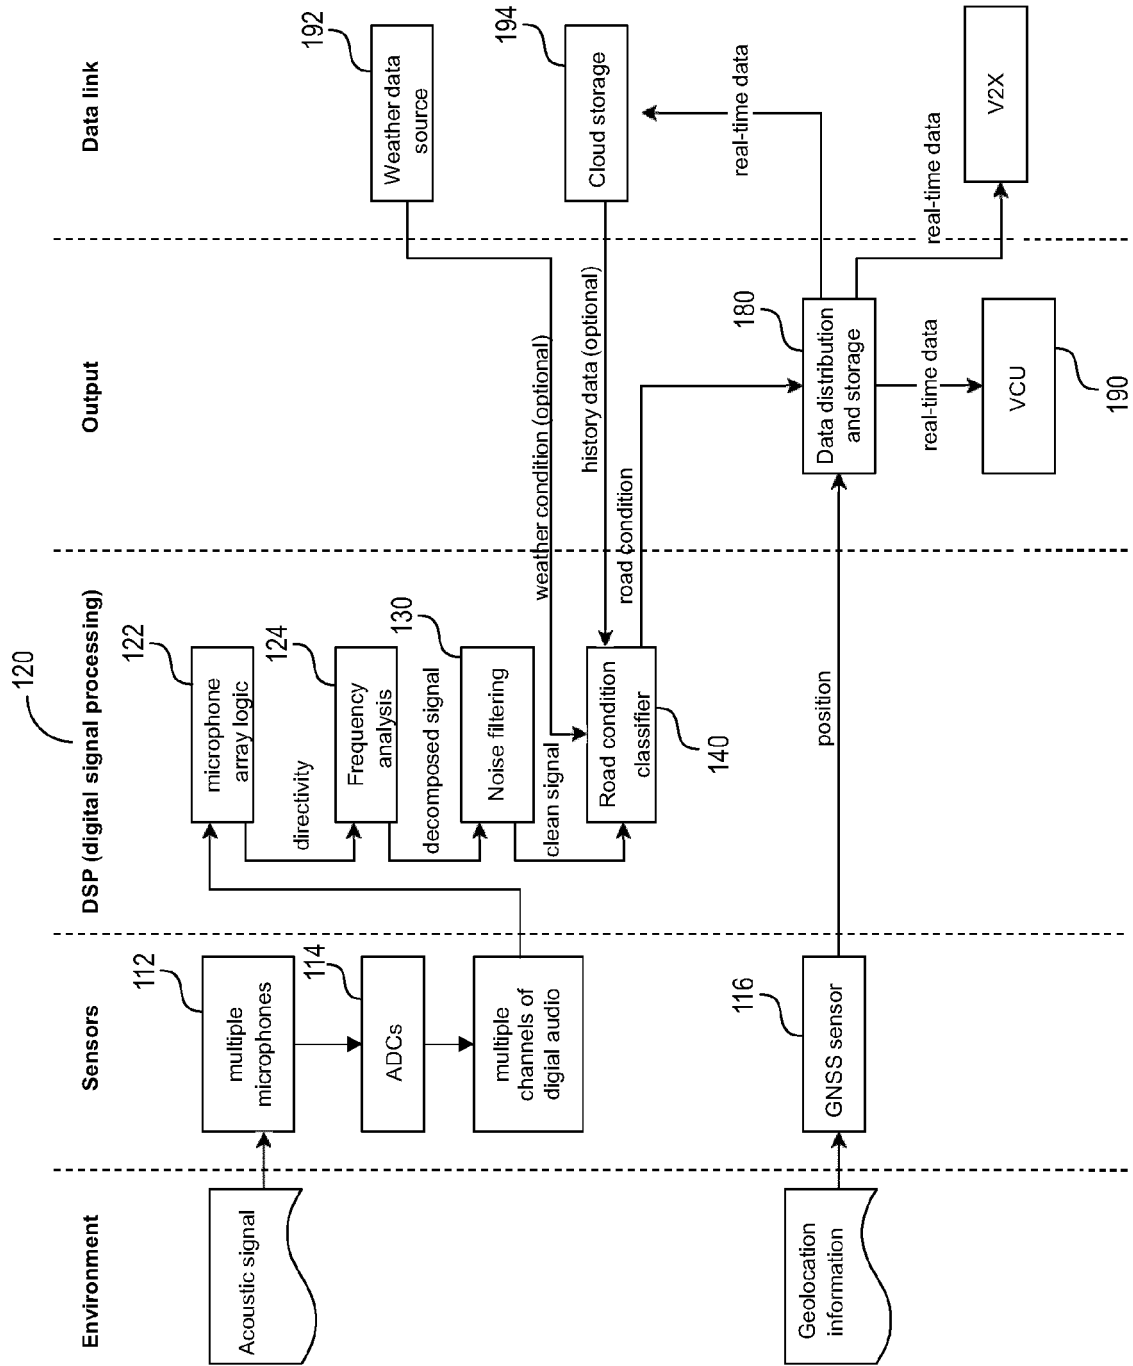 Environment
Sensors
DSP (digital signal processing)
Output
Data link
120
Acoustic signal
112
multiple
microphones
114
ADCs
multiple
channels of
digial audio
122
microphone
array logic
directivity
124
Frequency
analysis
decomposed signal
130
Noise filtering
clean signal
Road condition
classifier
140
weather condition (optional)
history data (optional)
road condition
192
Weather data
source
194
Cloud storage
real-time data
Geolocation
information
116
GNSS sensor
position
180
Data distribution
and storage
real-time data
VCU
190
real-time data
V2X